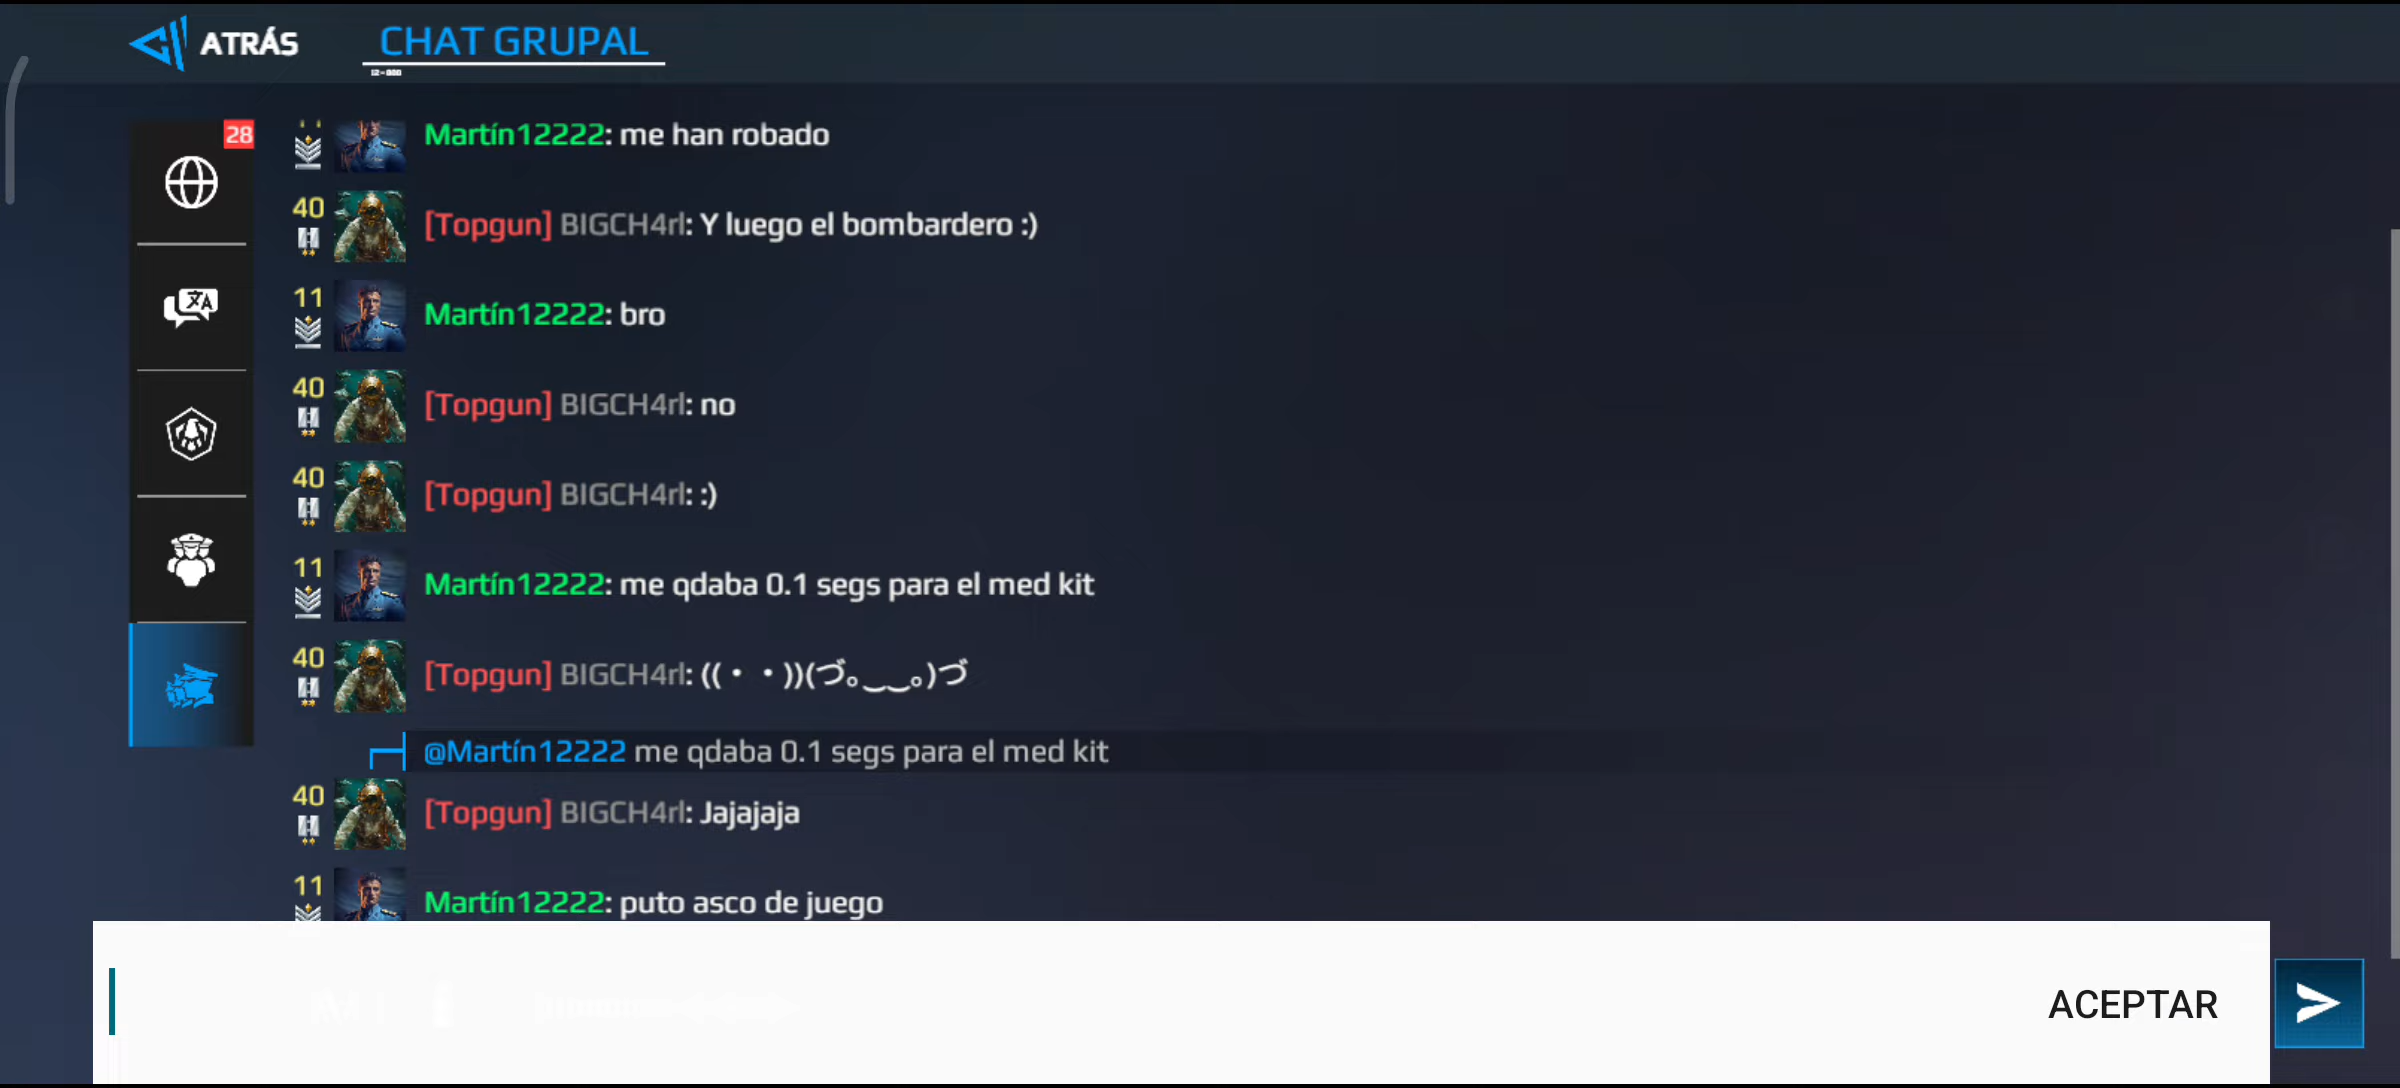 ATRÁS
CHAT GRUPAL
28
Martín12222: me han robado
40
[Topgun] BIGCH4rl: Y luego el bombardero :)
11
Martín12222: bro
40
[Topgun] BIGCH4rl: no
40
[Topgun] BIGCH4rl: :)
11
Martín12222: me qdaba 0.1 segs para el med kit
40
[Topgun] BIGCH4rl: ((・・))(づ｡‿‿｡)づ
@Martín12222 me qdaba 0.1 segs para el med kit
40
[Topgun] BIGCH4rl: Jajajaja
11
Martín12222: puto asco de juego
ACEPTAR